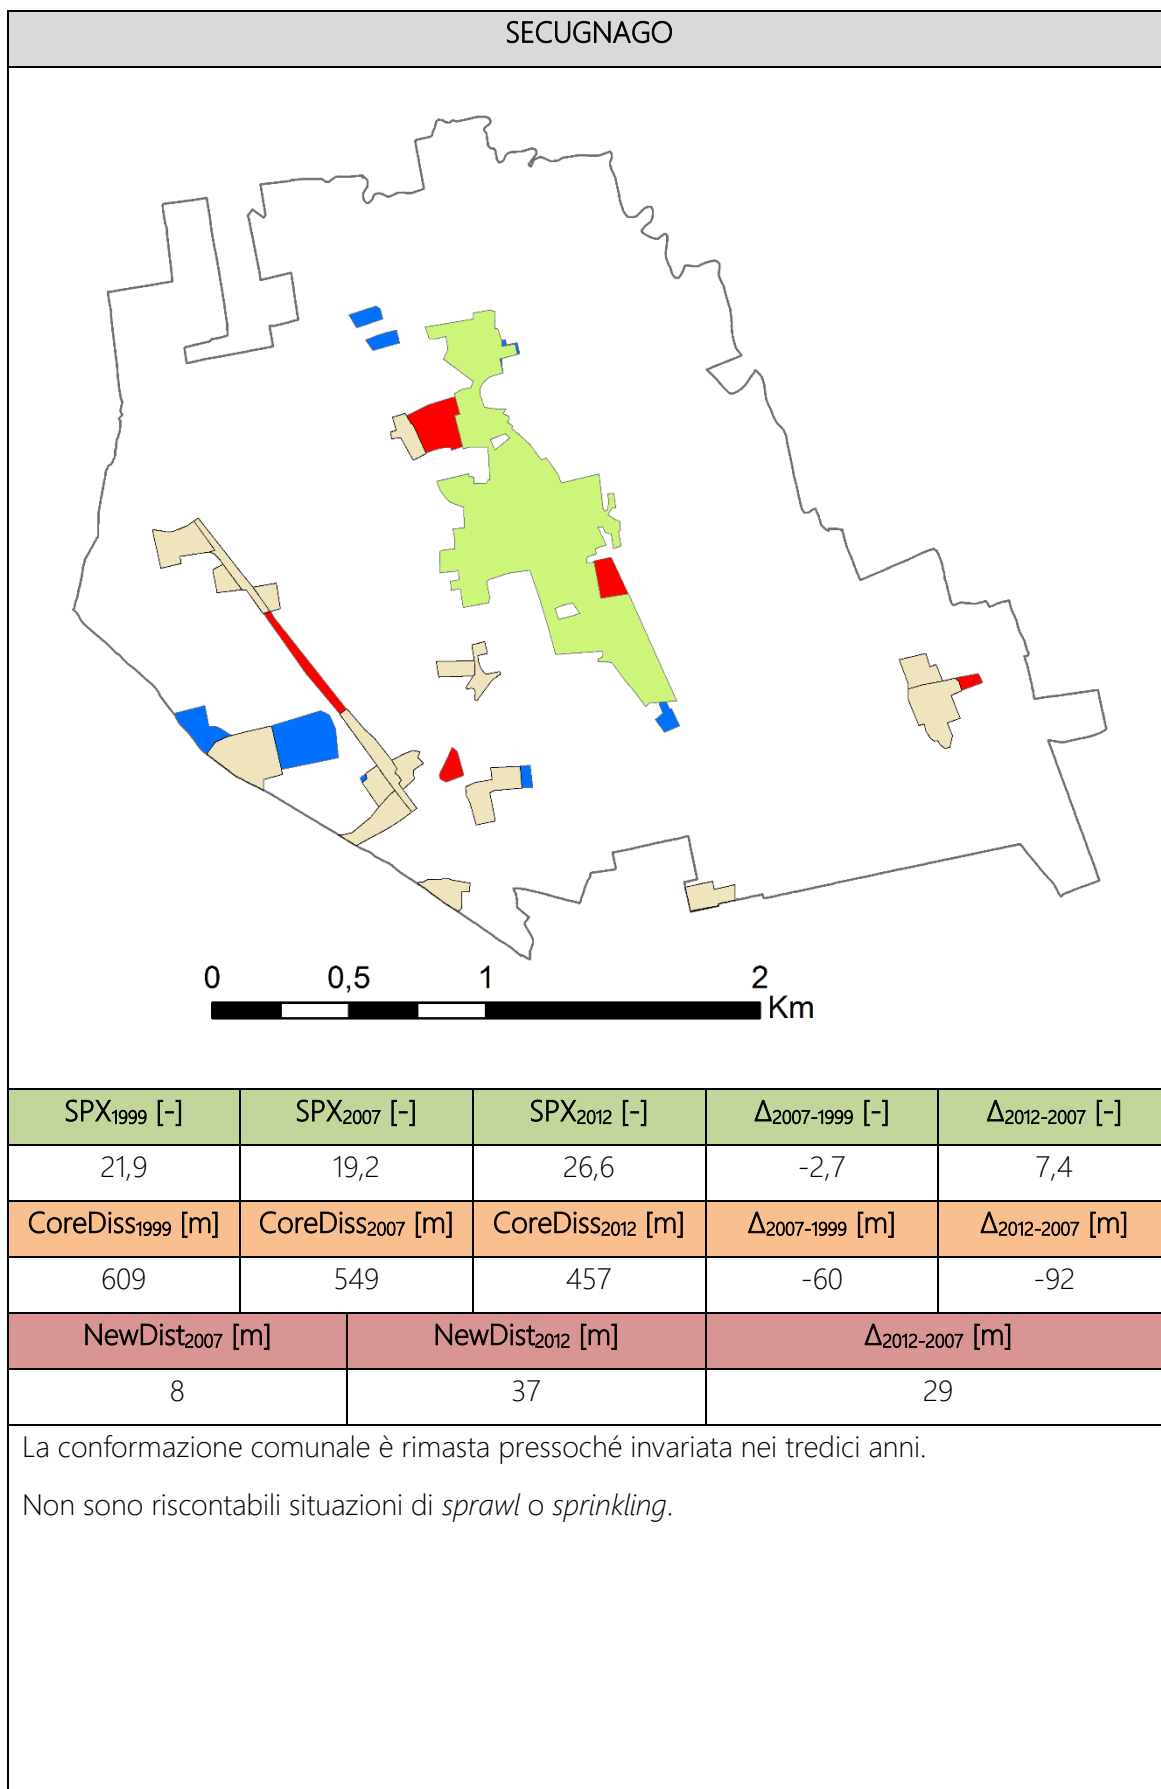 SECUGNAGO
0 0,5 1 2
Km
SPX1999 [-] SPX2007 [-] SPX2012 [-] Δ2007-1999 [-] Δ2012-2007 [-]
21,9 19,2 26,6 -2,7 7,4
CoreDiss1999 [m] CoreDiss2007 [m] CoreDiss2012 [m] Δ2007-1999 [m] Δ2012-2007 [m]
609 549 457 -60 -92
NewDist2007 [m] NewDist2012 [m] Δ2012-2007 [m]
8 37 29
La conformazione comunale è rimasta pressoché invariata nei tredici anni.
Non sono riscontabili situazioni di sprawl o sprinkling.